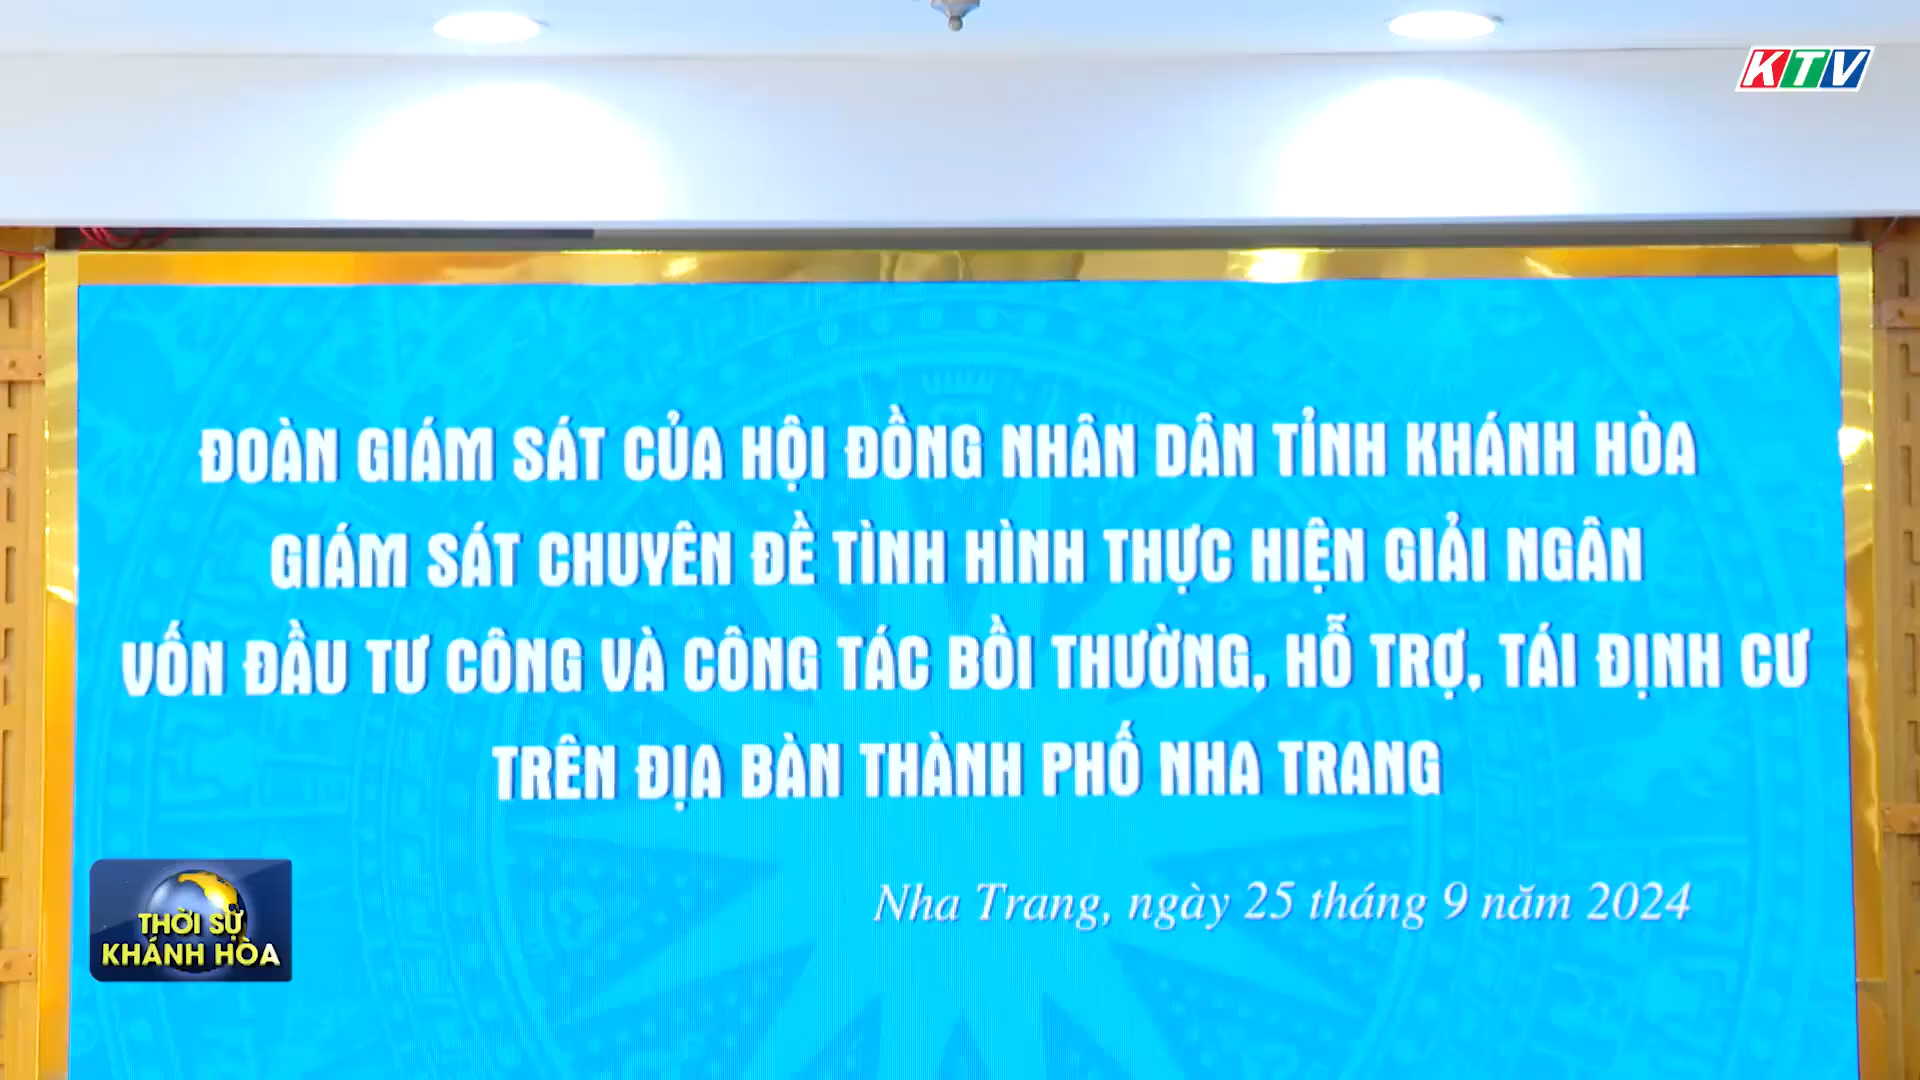 KTV
ĐOÀN GIÁM SÁT CỦA HỘI ĐỒNG NHÂN DÂN TỈNH KHÁNH HÒA
GIÁM SÁT CHUYÊN ĐỀ TÌNH HÌNH THỰC HIỆN GIẢI NGÂN
VỐN ĐẦU TƯ CÔNG VÀ CÔNG TÁC BỒI THƯỜNG, HỖ TRỢ, TÁI ĐỊNH CƯ
TRÊN ĐỊA BÀN THÀNH PHỐ NHA TRANG
Nha Trang, ngày 25 tháng 9 năm 2024
THỜI SỰ
KHÁNH HÒA